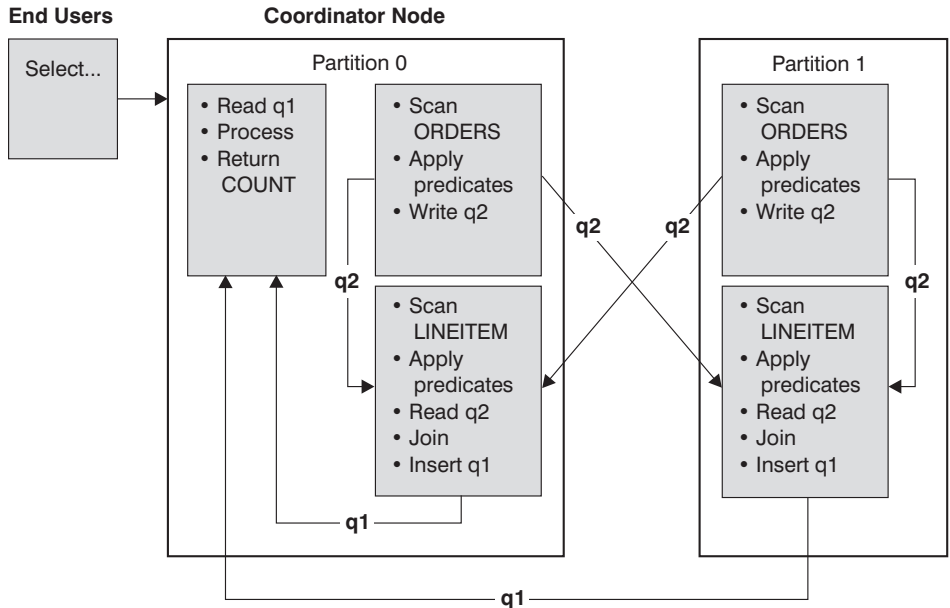 End Users
Coordinator Node
Select...
Partition 0
• Read q1
• Process
• Return
COUNT
• Scan
ORDERS
• Apply
predicates
• Write q2
q2
• Scan
LINEITEM
• Apply
predicates
• Read q2
• Join
• Insert q1
q1
q2
q2
Partition 1
• Scan
ORDERS
• Apply
predicates
• Write q2
q2
• Scan
LINEITEM
• Apply
predicates
• Read q2
• Join
• Insert q1
q1